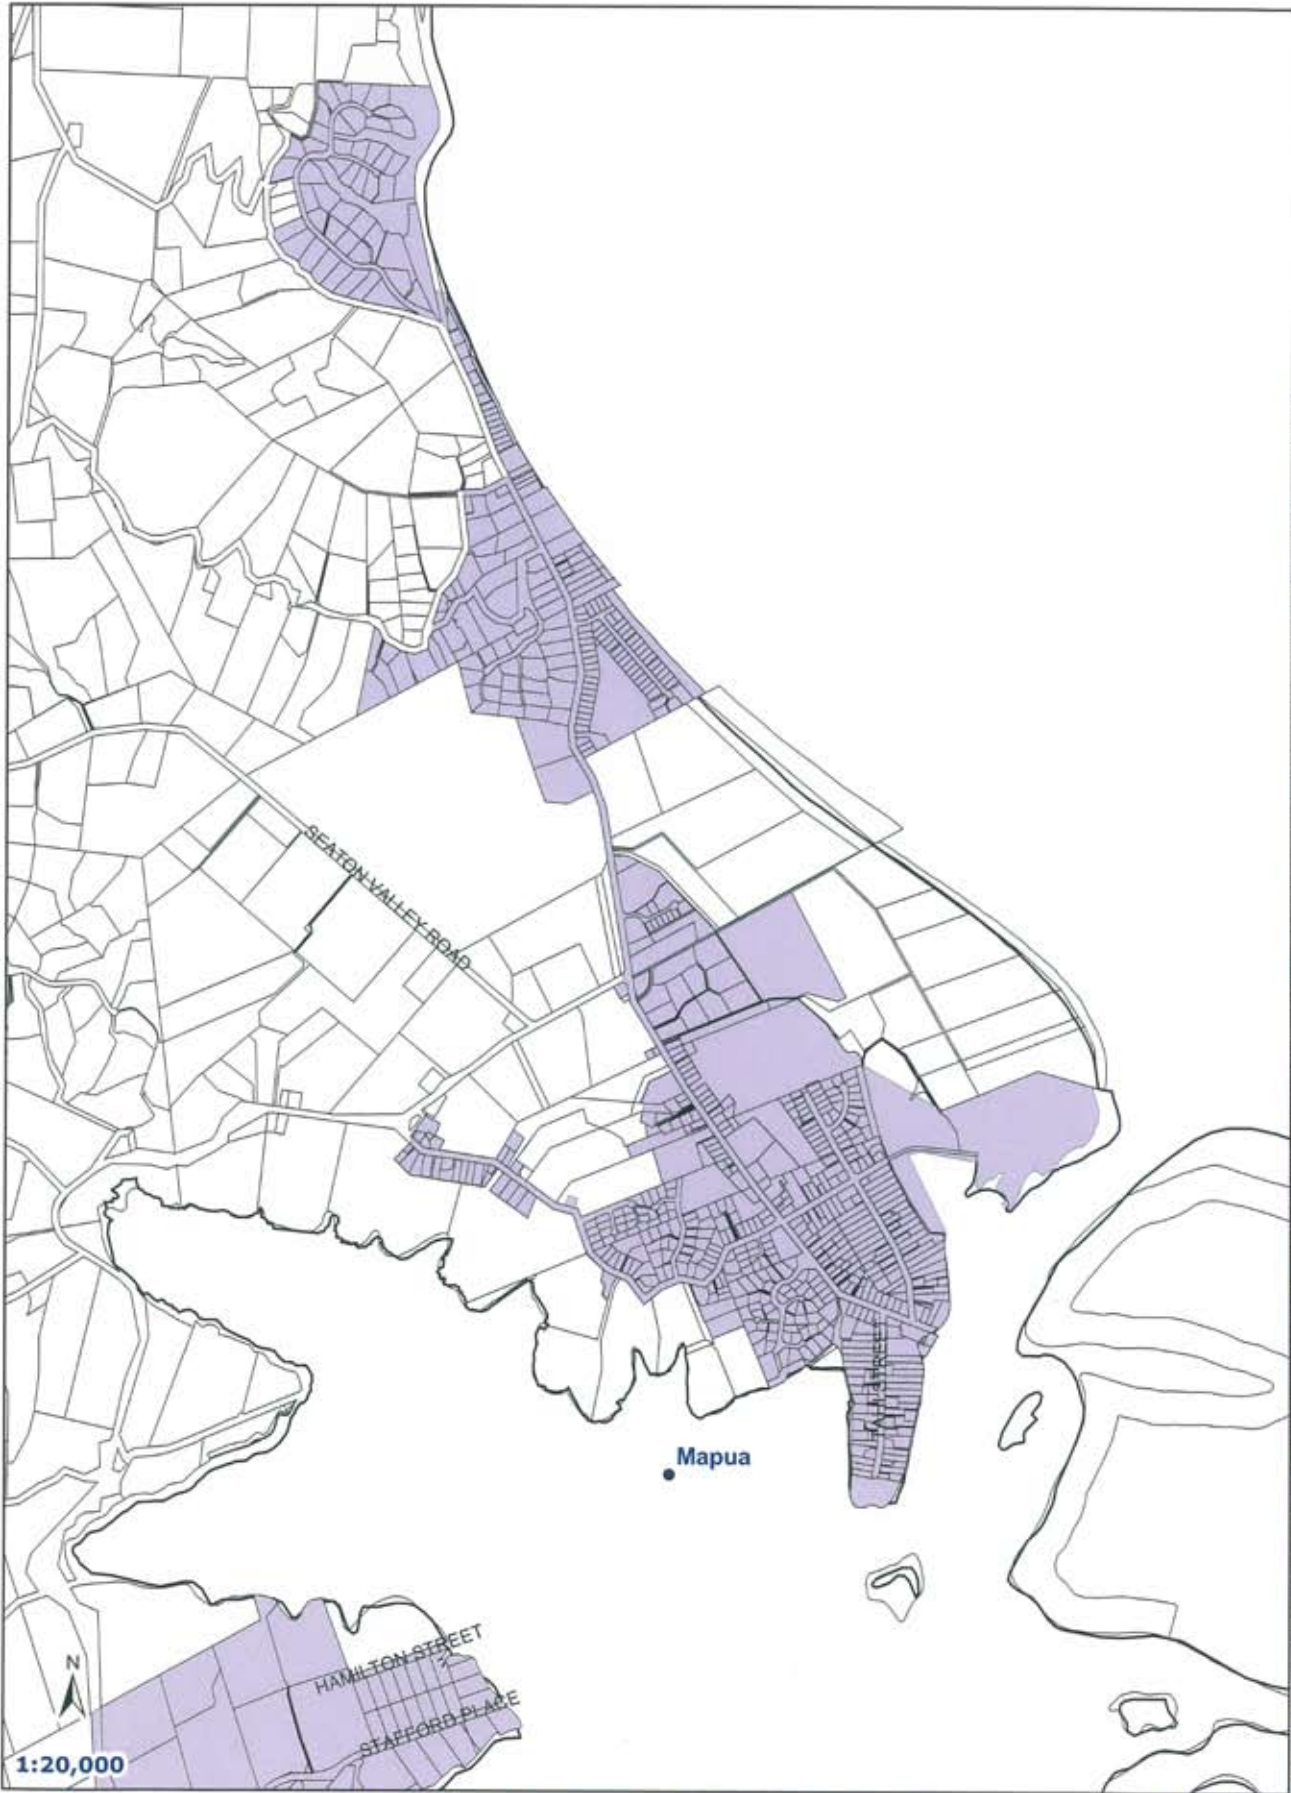 SEATON VALLEY ROAD
Mapua
HAMILTON STREET
N
STAFFORD PLACE
1:20,000